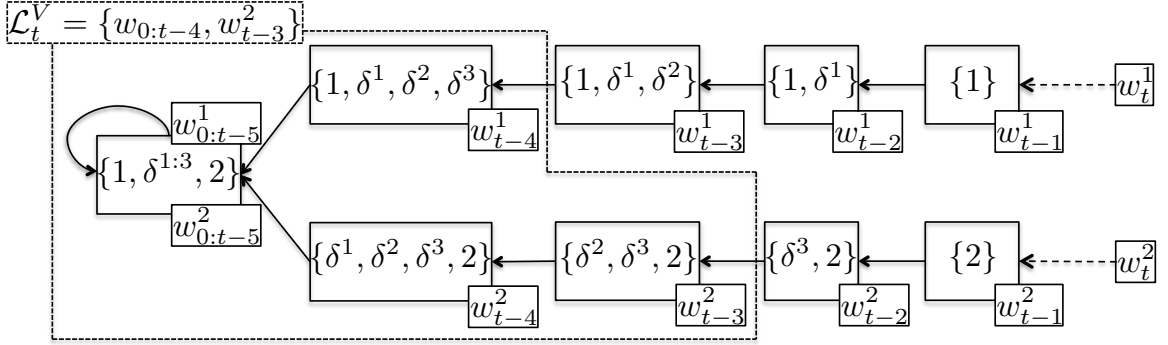 $\mathcal{L}_t^V = \{w_{0:t-4}, w_{t-3}^2\}$
$\{1, \delta^1, \delta^2, \delta^3\}$ $\{1, \delta^1, \delta^2\}$ $\{1, \delta^1\}$ $\{1\}$ $w_t^1$
$w_{0:t-5}^1$ $w_{t-4}^1$ $w_{t-3}^1$ $w_{t-2}^1$ $w_{t-1}^1$
$\{1, \delta^{1:3}, 2\}$
$w_{0:t-5}^2$
$\{\delta^1, \delta^2, \delta^3, 2\}$ $\{\delta^2, \delta^3, 2\}$ $\{\delta^3, 2\}$ $\{2\}$ $w_t^2$
$w_{t-4}^2$ $w_{t-3}^2$ $w_{t-2}^2$ $w_{t-1}^2$